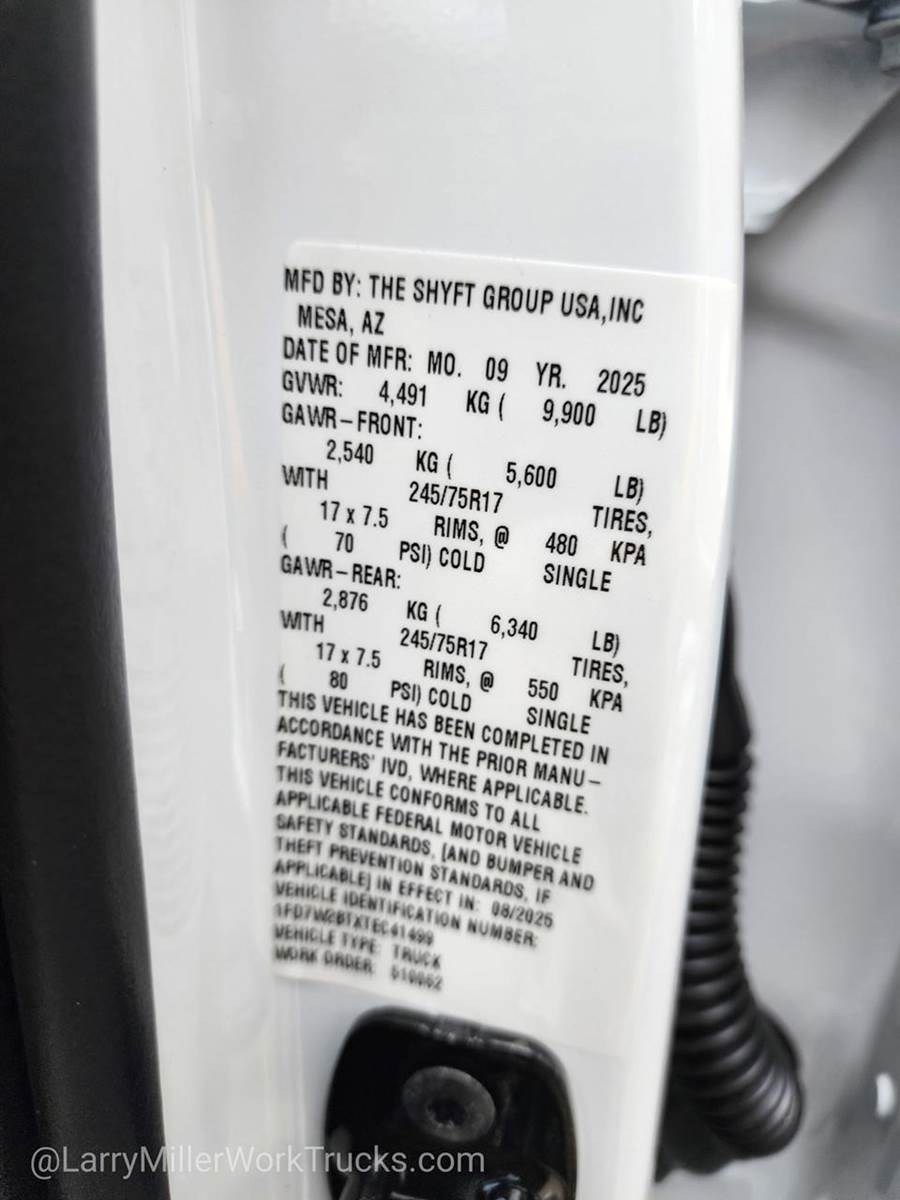 MFD BY: THE SHYFT GROUP USA,INC
MESA, AZ
DATE OF MFR: MO. 09 YR. 2025
GVWR: 4,491 KG ( 9,900 LB)
GAWR-FRONT:
2,540 KG ( 5,600 LB)
WITH 245/75R17 TIRES,
17 x 7.5 RIMS, @ 480 KPA
( 70 PSI) COLD SINGLE
GAWR-REAR:
2,876 KG ( 6,340 LB)
WITH 245/75R17 TIRES,
17 x 7.5 RIMS, @ 550 KPA
( 80 PSI) COLD SINGLE
THIS VEHICLE HAS BEEN COMPLETED IN
ACCORDANCE WITH THE PRIOR MANU-
FACTURERS' IVD, WHERE APPLICABLE.
THIS VEHICLE CONFORMS TO ALL
APPLICABLE FEDERAL MOTOR VEHICLE
SAFETY STANDARDS, [AND BUMPER AND
THEFT PREVENTION STANDARDS, IF
APPLICABLE] IN EFFECT IN: 08/2025
VEHICLE IDENTIFICATION NUMBER:
VEHICLE TYPE: TRUCK
WORK ORDER:
@LarryMillerWorkTrucks.com